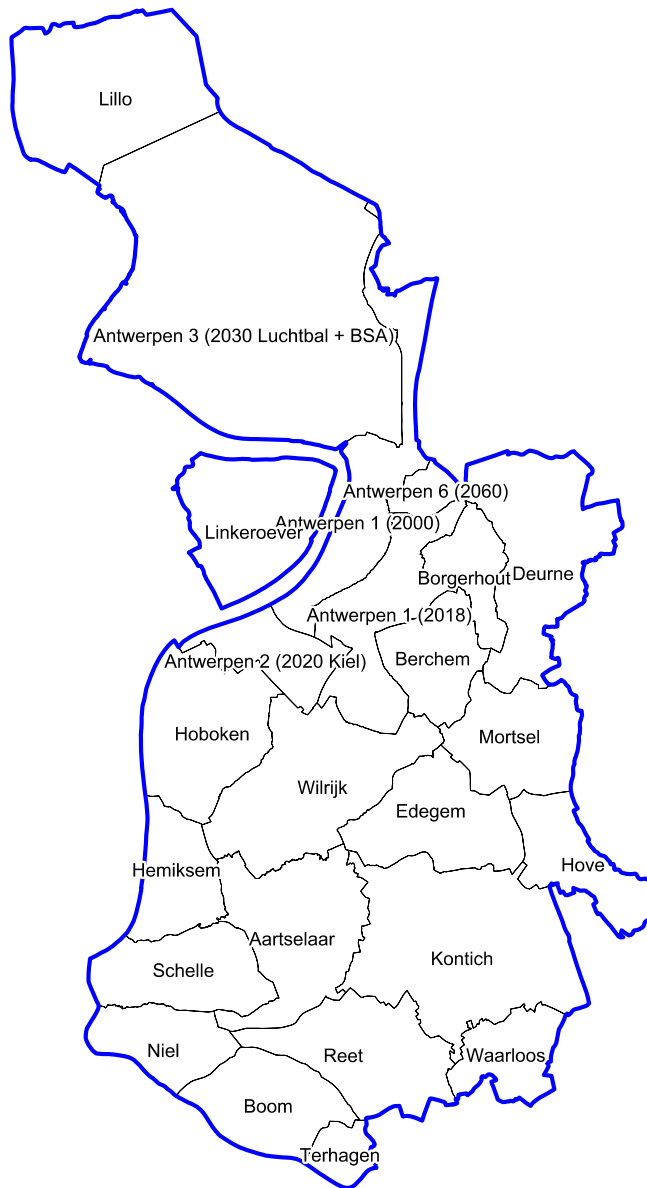 Lillo
Antwerpen 3 (2030 Luchtbal + BSA)
Antwerpen 6 (2060)
Antwerpen 1 (2000)
Linkeroever
Borgerhout
Deurne
Antwerpen 1 (2018)
Antwerpen 2 (2020 Kiel)
Berchem
Hoboken
Mortsel
Wilrijk
Edegem
Hemiksem
Hove
Aartselaar
Kontich
Schelle
Niel
Reet
Waarloos
Boom
Terhagen